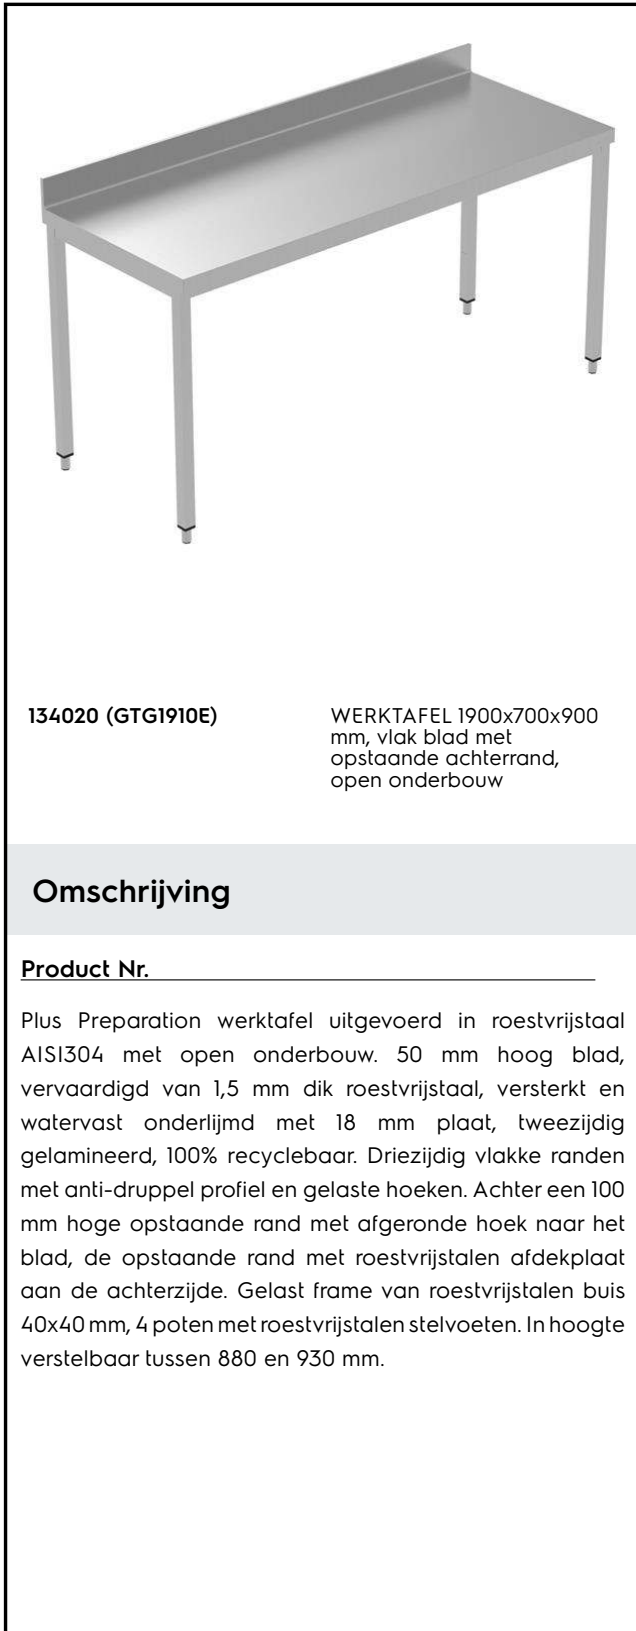 134020 (GTG1910E)
WERKTAFEL 1900x700x900
mm, vlak blad met
opstaande achterrand,
open onderbouw
Omschrijving
Product Nr.
Plus Preparation werktafel uitgevoerd in roestvrijstaal
AISI304 met open onderbouw. 50 mm hoog blad,
vervaardigd van 1,5 mm dik roestvrijstaal, versterkt en
watervast onderlijmd met 18 mm plaat, tweezijdig
gelamineerd, 100% recyclebaar. Driezijdig vlakke randen
met anti-druppel profiel en gelaste hoeken. Achter een 100
mm hoge opstaande rand met afgeronde hoek naar het
blad, de opstaande rand met roestvrijstalen afdekplaat
aan de achterzijde. Gelast frame van roestvrijstalen buis
40x40 mm, 4 poten met roestvrijstalen stelvoeten. In hoogte
verstelbaar tussen 880 en 930 mm.